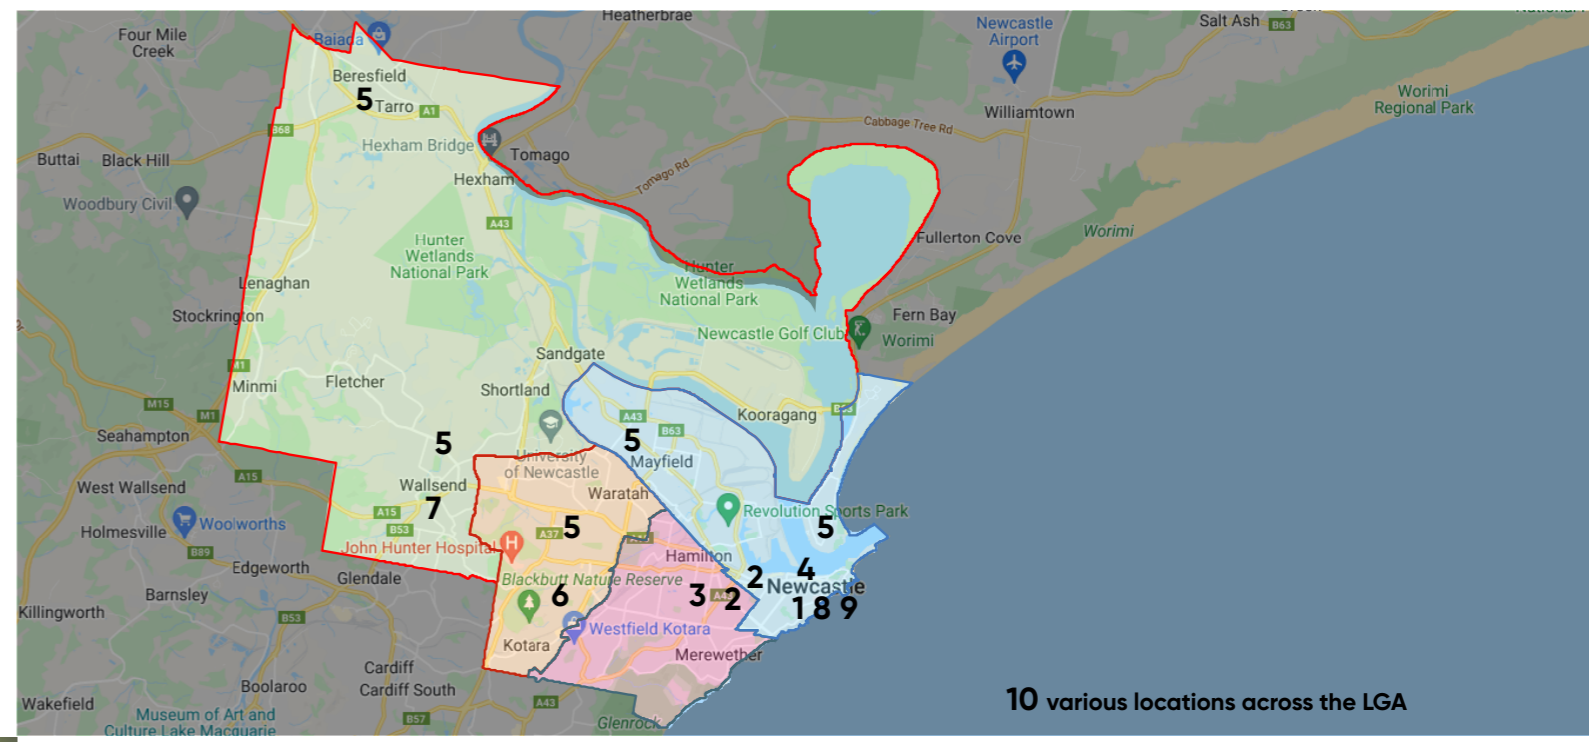 Heatherbrae
Salt Ash
B63
Four Mile
Creek
Baiada
Newcastle
Airport
Beresfield
5
Tarro
A1
Worimi
Regional Park
Williamtown
B68
Cabbage Tree Rd
Hexham Bridge
Tomago
Buttai
Black Hill
Tomago Rd
Hexham
Woodbury Civil
A43
Hunter
Wetlands
National Park
Fullerton Cove
Worimi
Hunter
Wetlands
National Park
Lenaghan
Stockrington
Fern Bay
Newcastle Golf Club
Worimi
Sandgate
M1
Minmi
Fletcher
Shortland
M15
M1
A43
Kooragang
B63
B63
Seahampton
5
5
University
of Newcastle
Mayfield
A15
West Wallsend
Wallsend
Waratah
7
A15
B53
Revolution Sports Park
Holmesville
Woolworths
A37
5
5
B89
John Hunter Hospital
Hamilton
Edgeworth
Glendale
Blackbutt Nature Reserve
2
4
Newcastle
Barnsley
6
3
2
1 8 9
Killingworth
B53
Westfield Kotara
Kotara
Merewether
Cardiff
Cardiff South
Boolaroo
Wakefield
A43
10 various locations across the LGA
Museum of Art and
Culture Lake Macquarie
B57
Glenrock